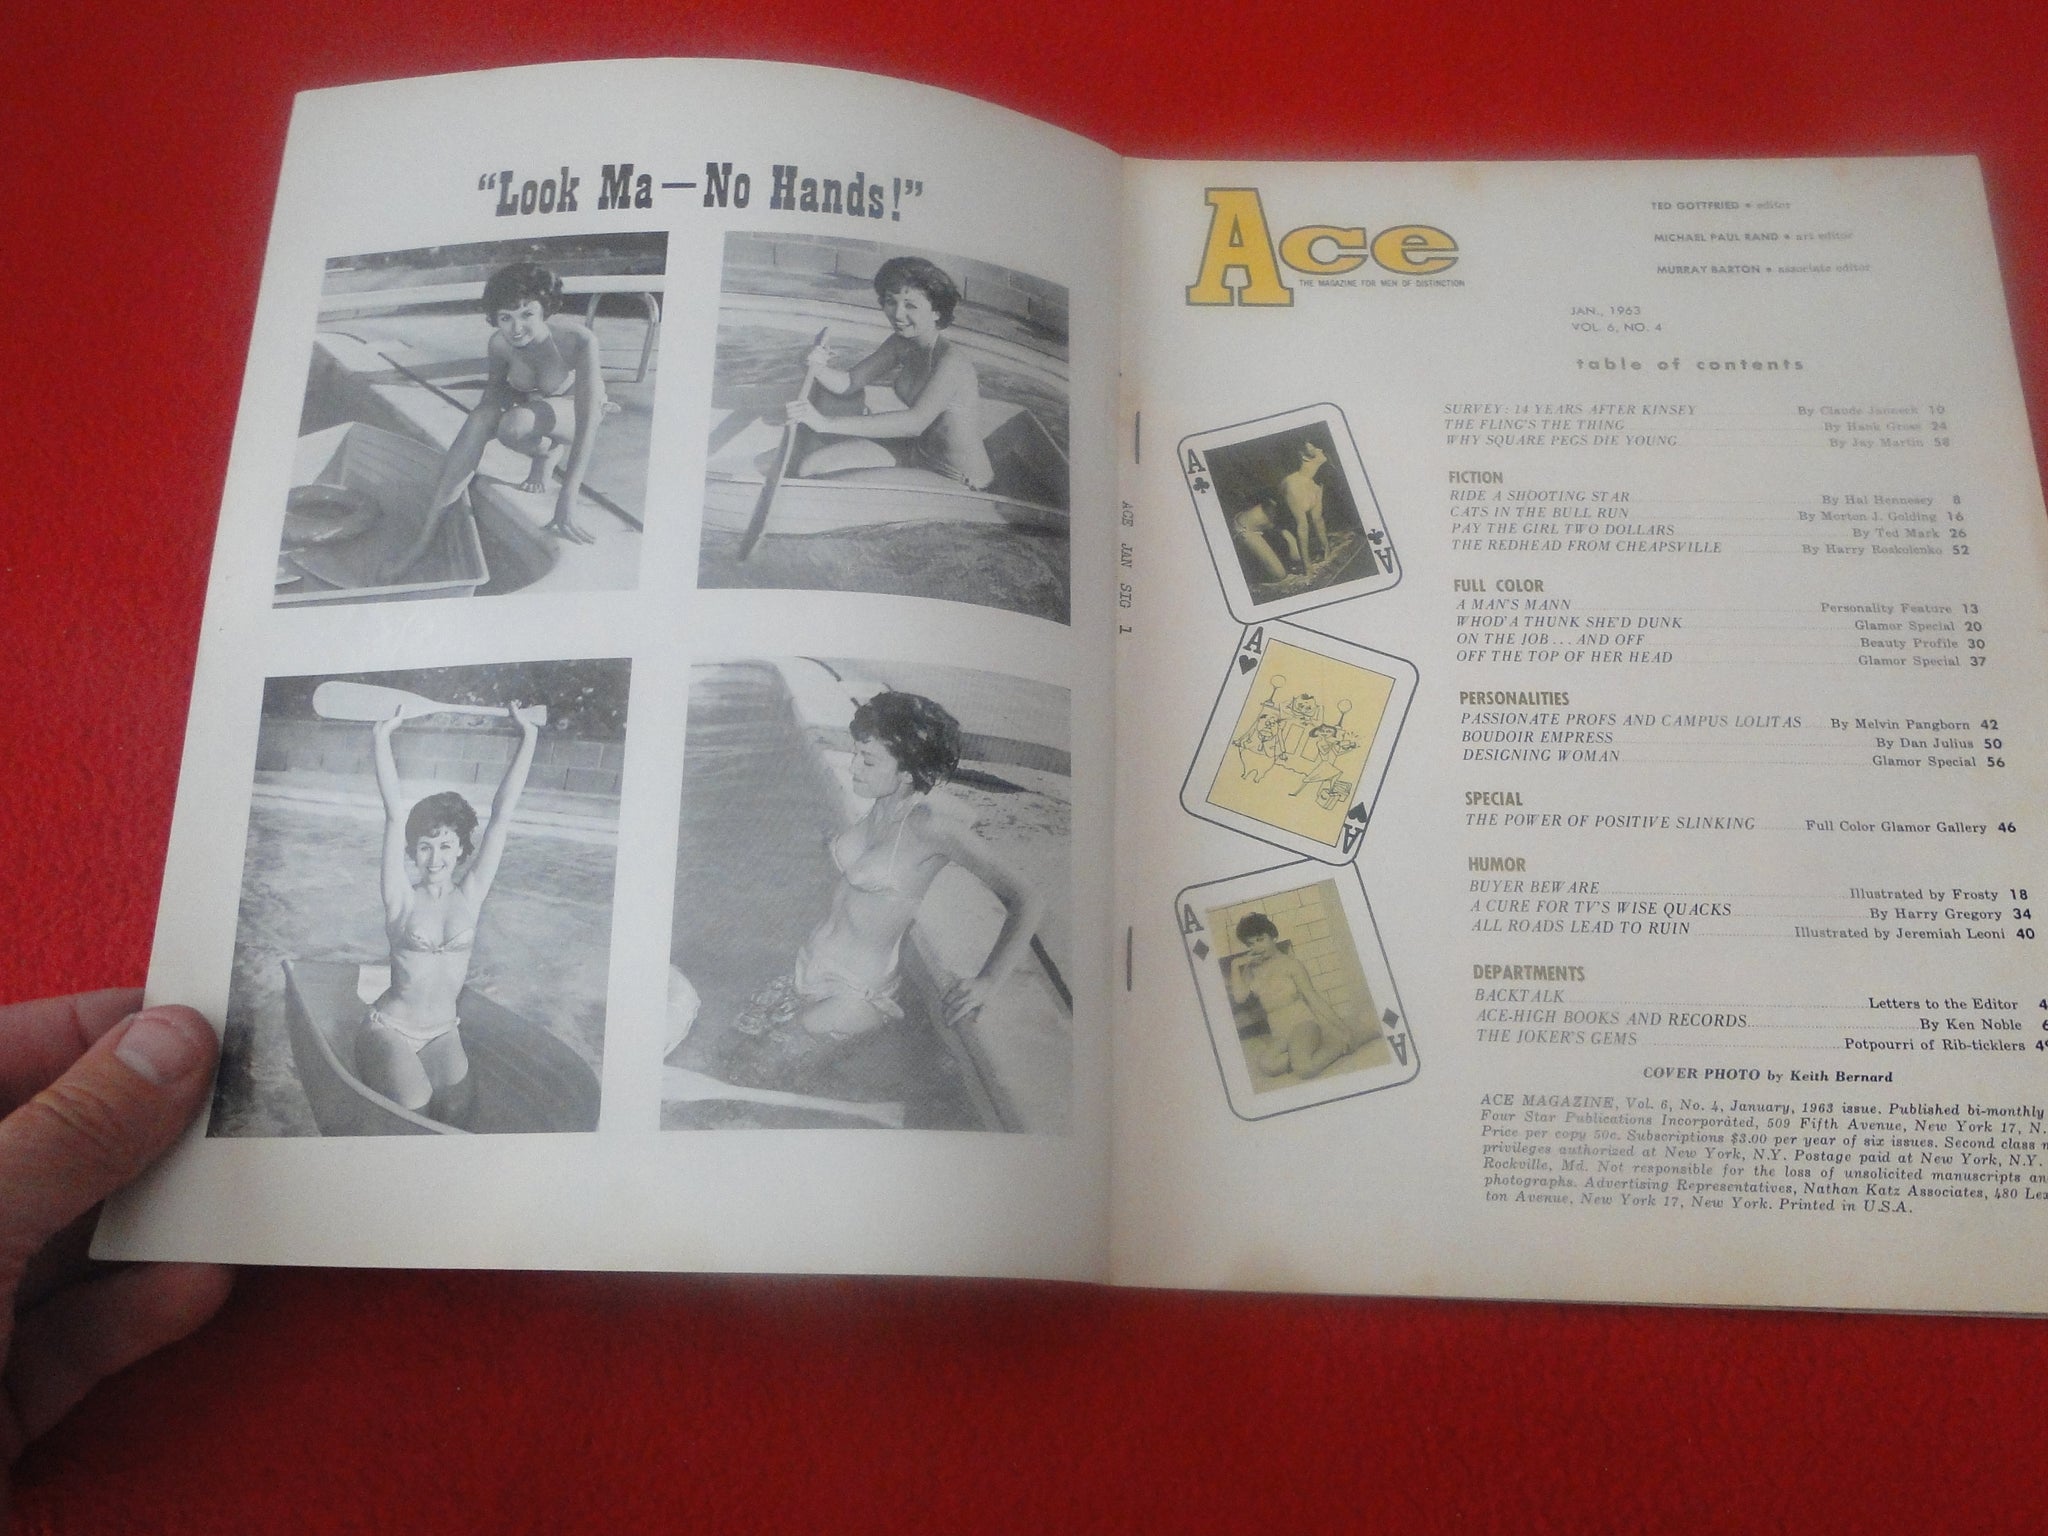 "Look Ma—No Hands!"
ACE JAN SIG 1
Ace
THE MAGAZINE FOR MEN OF DISTINCTION
TED GOTTFRIED • editor
MICHAEL PAUL RAND • art editor
MURRAY BARTON • associate editor
JAN., 1963
VOL. 6, NO. 4
table of contents
SURVEY: 14 YEARS AFTER KINSEY By Claude Janneck 10
THE FLING'S THE THING By Hank Gross 24
WHY SQUARE PEGS DIE YOUNG By Jay Martin 58
FICTION
RIDE A SHOOTING STAR By Hal Hennesey 8
CATS IN THE BULL RUN By Morton J. Golding 16
PAY THE GIRL TWO DOLLARS By Ted Mark 26
THE REDHEAD FROM CHEAPSVILLE By Harry Roskolenko 52
FULL COLOR
A MAN'S MANN Personality Feature 13
WHOD'A THUNK SHE'D DUNK Glamor Special 20
ON THE JOB...AND OFF Beauty Profile 30
OFF THE TOP OF HER HEAD Glamor Special 37
PERSONALITIES
PASSIONATE PROFS AND CAMPUS LOLITAS By Melvin Pangborn 42
BOUDOIR EMPRESS By Dan Julius 50
DESIGNING WOMAN Glamor Special 56
SPECIAL
THE POWER OF POSITIVE SLINKING Full Color Glamor Gallery 46
HUMOR
BUYER BEWARE Illustrated by Frosty 18
A CURE FOR TV'S WISE QUACKS By Harry Gregory 34
ALL ROADS LEAD TO RUIN Illustrated by Jeremiah Leoni 40
DEPARTMENTS
BACKTALK Letters to the Editor 4
ACE-HIGH BOOKS AND RECORDS By Ken Noble 6
THE JOKER'S GEMS Potpourri of Rib-ticklers 49
COVER PHOTO by Keith Bernard
ACE MAGAZINE, Vol. 6, No. 4, January, 1963 issue. Published bi-monthly
Four Star Publications Incorporated, 509 Fifth Avenue, New York 17, N.
Price per copy 50c. Subscriptions $3.00 per year of six issues. Second class m
privileges authorized at New York, N.Y. Postage paid at New York, N.Y.
Rockville, Md. Not responsible for the loss of unsolicited manuscripts an
photographs. Advertising Representatives, Nathan Katz Associates, 480 Lex
ton Avenue, New York 17, New York. Printed in U.S.A.
A
A
A
A
A
A